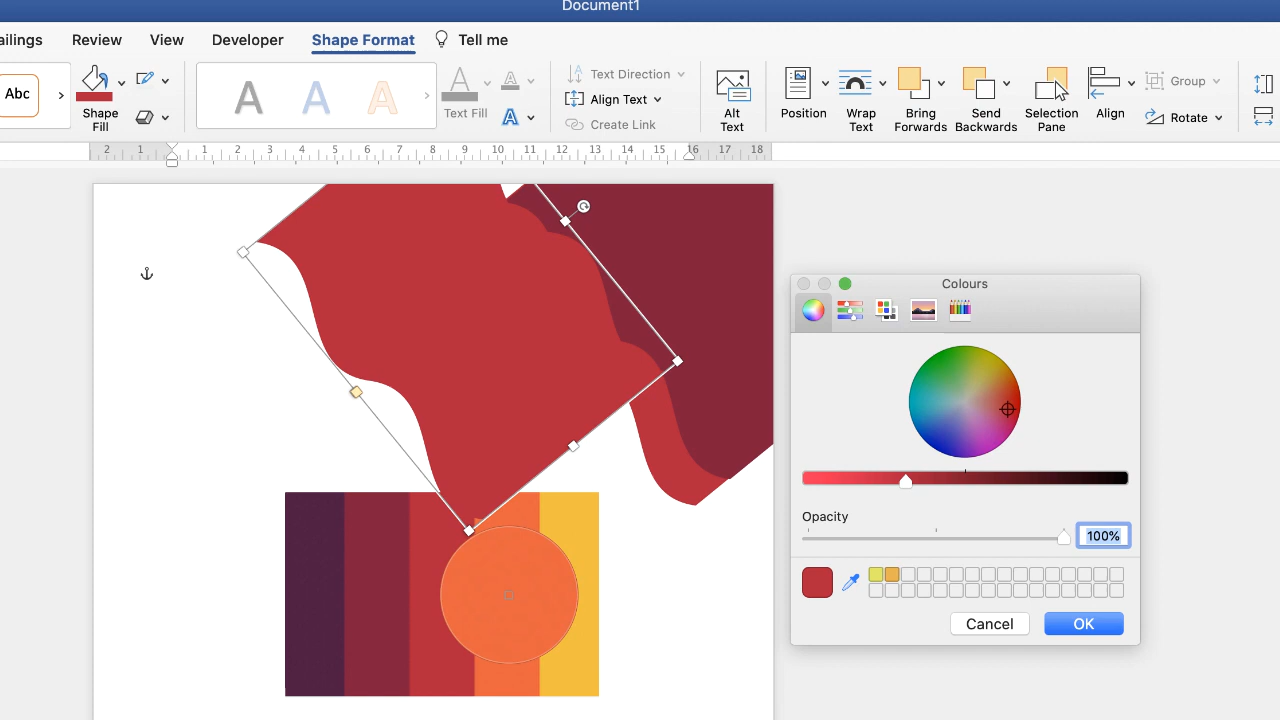 Document1
ailings Review View Developer Shape Format Tell me
Abc
Shape Fill
A A A
A
Text Fill
A
A
Text Direction
Align Text
Create Link
Alt Text
Position
Wrap Text
Bring Forwards
Send Backwards
Selection Pane
Align
Group
Rotate
2 1 1 2 3 4 5 6 7 8 9 10 11 12 13 14 15 16 17 18
Colours
Opacity
100%
Cancel OK